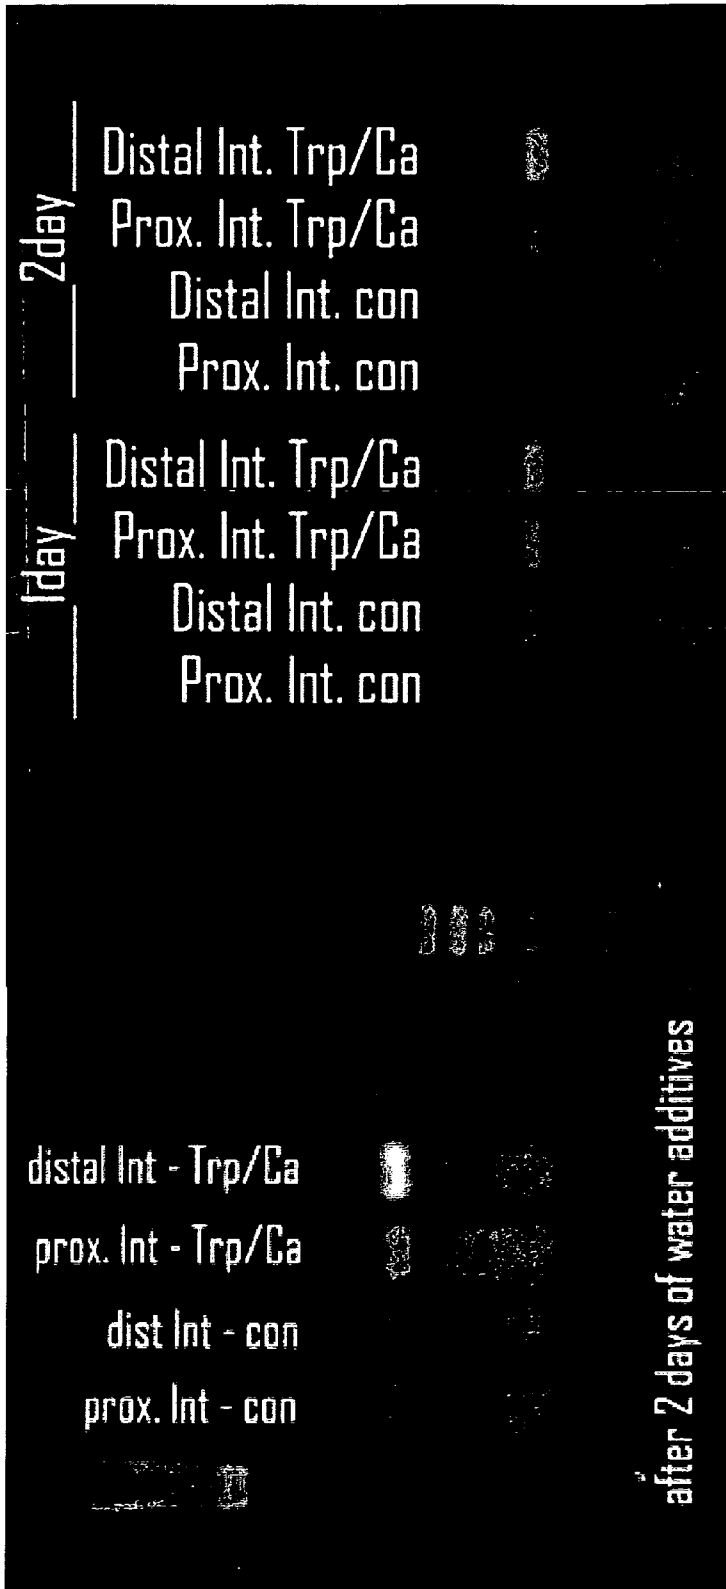 2day
Distal Int. Trp/Ca
Prox. Int. Trp/Ca
Distal Int. con
Prox. Int. con
1day
Distal Int. Trp/Ca
Prox. Int. Trp/Ca
Distal Int. con
Prox. Int. con
distal Int - Trp/Ca
prox. Int - Trp/Ca
dist Int - con
prox. Int - con
after 2 days of water additives